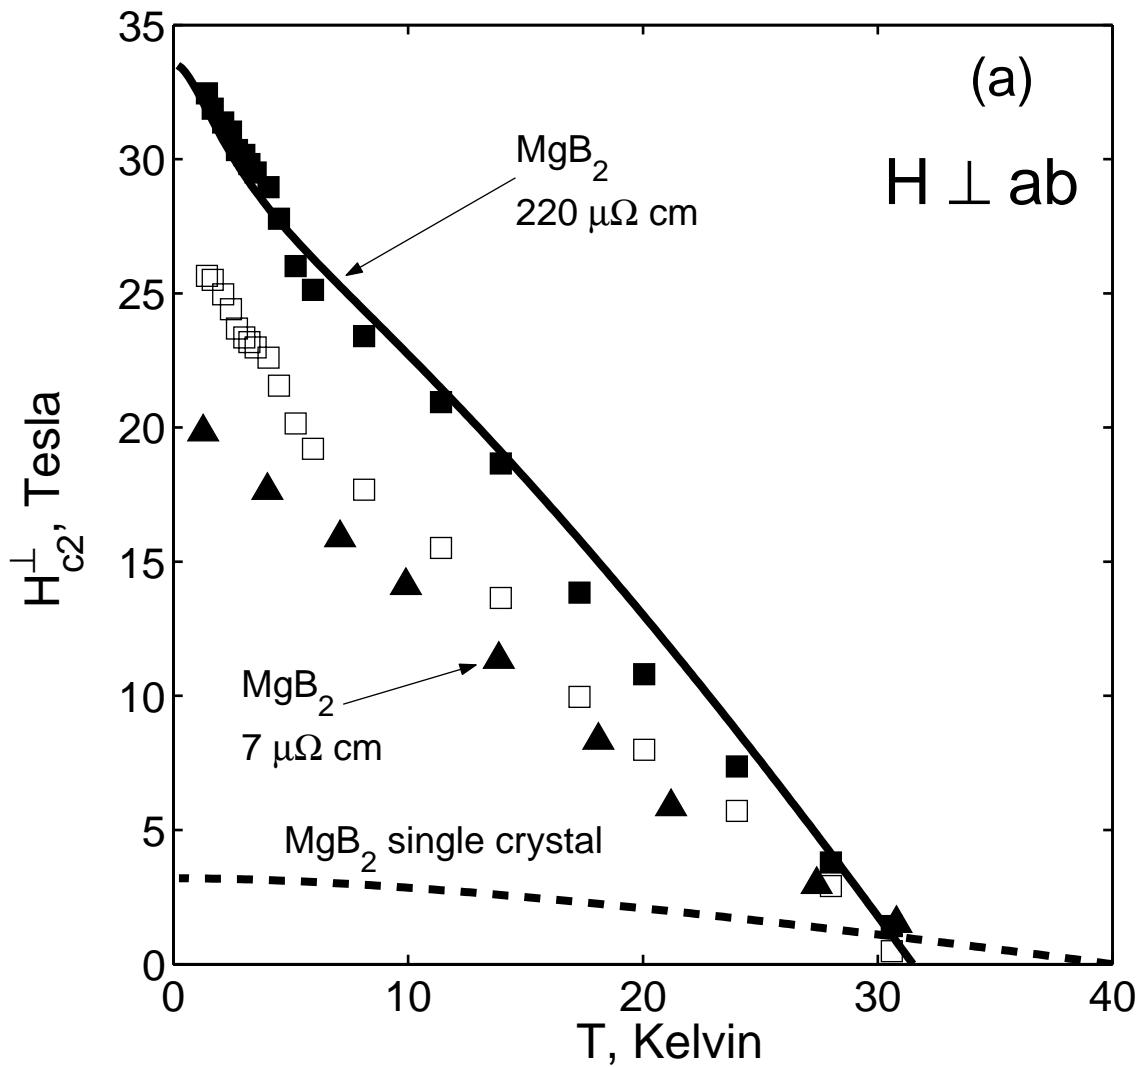 (a)
H ⊥ ab
MgB₂
220 μΩ cm
MgB₂
7 μΩ cm
MgB₂ single crystal
35
30
25
20
15
10
5
0
H⊥c2, Tesla
0 10 20 30 40
T, Kelvin